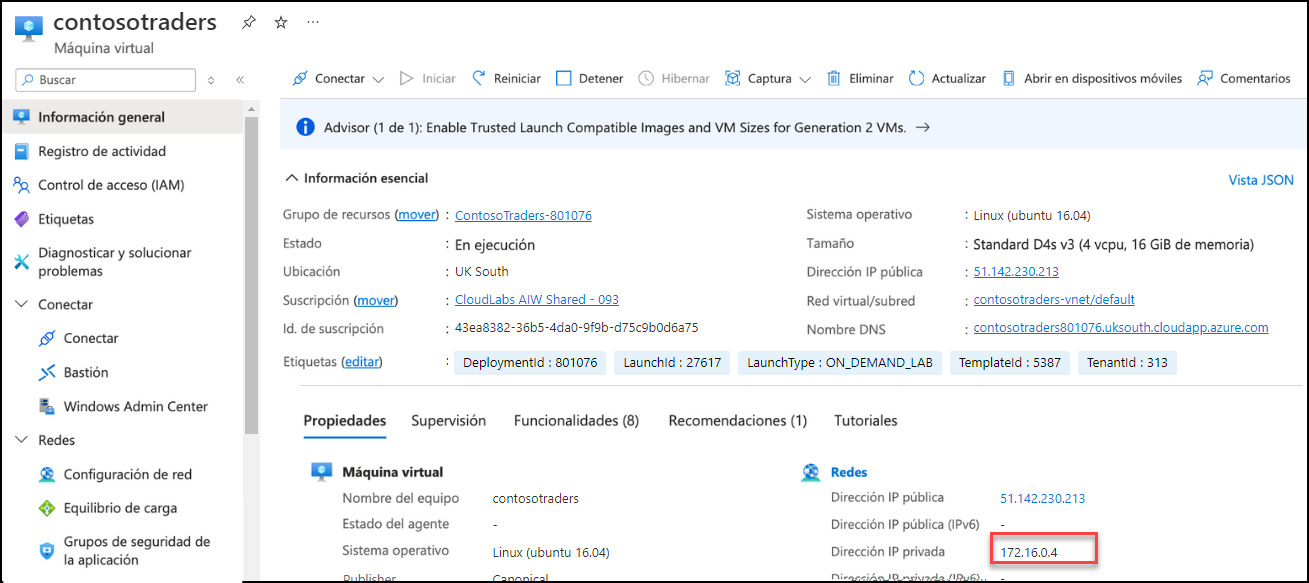 contosotraders
Máquina virtual
Buscar
Conectar Iniciar Reiniciar Detener Hibernar Captura Eliminar Actualizar Abrir en dispositivos móviles Comentarios
Información general
Registro de actividad
Control de acceso (IAM)
Etiquetas
Diagnosticar y solucionar
problemas
Conectar
Conectar
Bastión
Windows Admin Center
Redes
Configuración de red
Equilibrio de carga
Grupos de seguridad de
la aplicación
Advisor (1 de 1): Enable Trusted Launch Compatible Images and VM Sizes for Generation 2 VMs. →
Información esencial
Vista JSON
Grupo de recursos (mover) : ContosoTraders-801076
Estado : En ejecución
Ubicación : UK South
Suscripción (mover) : CloudLabs AIW Shared - 093
Id. de suscripción : 43ea8382-36b5-4da0-9f9b-d75c9b0d6a75
Sistema operativo : Linux (ubuntu 16.04)
Tamaño : Standard D4s v3 (4 vcpu, 16 GiB de memoria)
Dirección IP pública : 51.142.230.213
Red virtual/subred : contosotraders-vnet/default
Nombre DNS : contosotraders801076.uksouth.cloudapp.azure.com
Etiquetas (editar) : DeploymentId : 801076 LaunchId : 27617 LaunchType : ON_DEMAND_LAB TemplateId : 5387 TenantId : 313
Propiedades Supervisión Funcionalidades (8) Recomendaciones (1) Tutoriales
Máquina virtual
Nombre del equipo contosotraders
Estado del agente -
Sistema operativo Linux (ubuntu 16.04)
Publisher Canonical
Redes
Dirección IP pública 51.142.230.213
Dirección IP pública (IPv6) -
Dirección IP privada 172.16.0.4
Dirección IP privada (IPv6) -